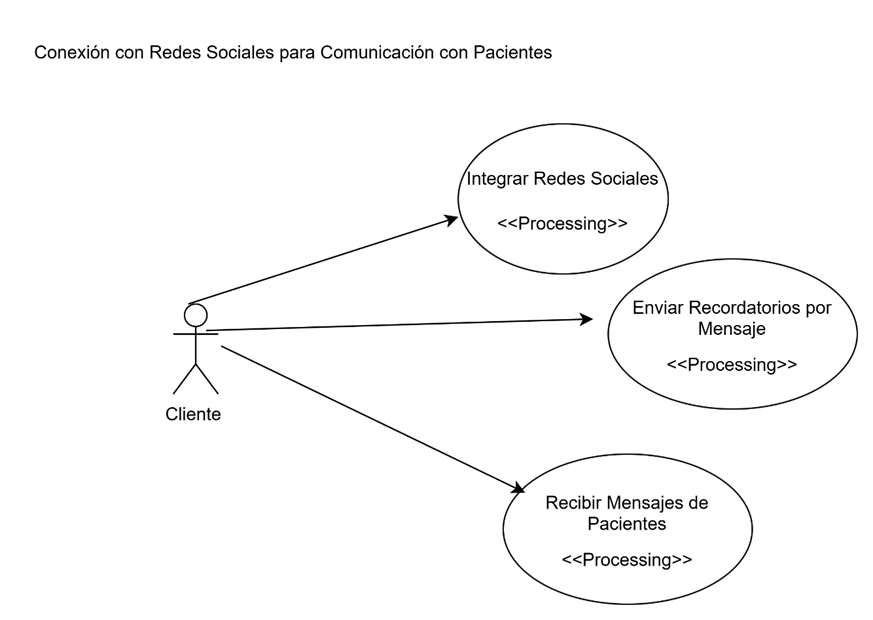 Conexión con Redes Sociales para Comunicación con Pacientes
Integrar Redes Sociales
<<Processing>>
Enviar Recordatorios por
Mensaje
<<Processing>>
Cliente
Recibir Mensajes de
Pacientes
<<Processing>>